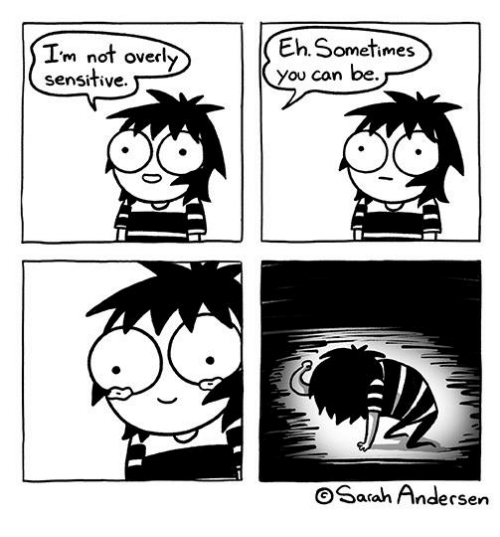 I'm not overly
sensitive.
Eh. Sometimes
you can be.
©Sarah Andersen